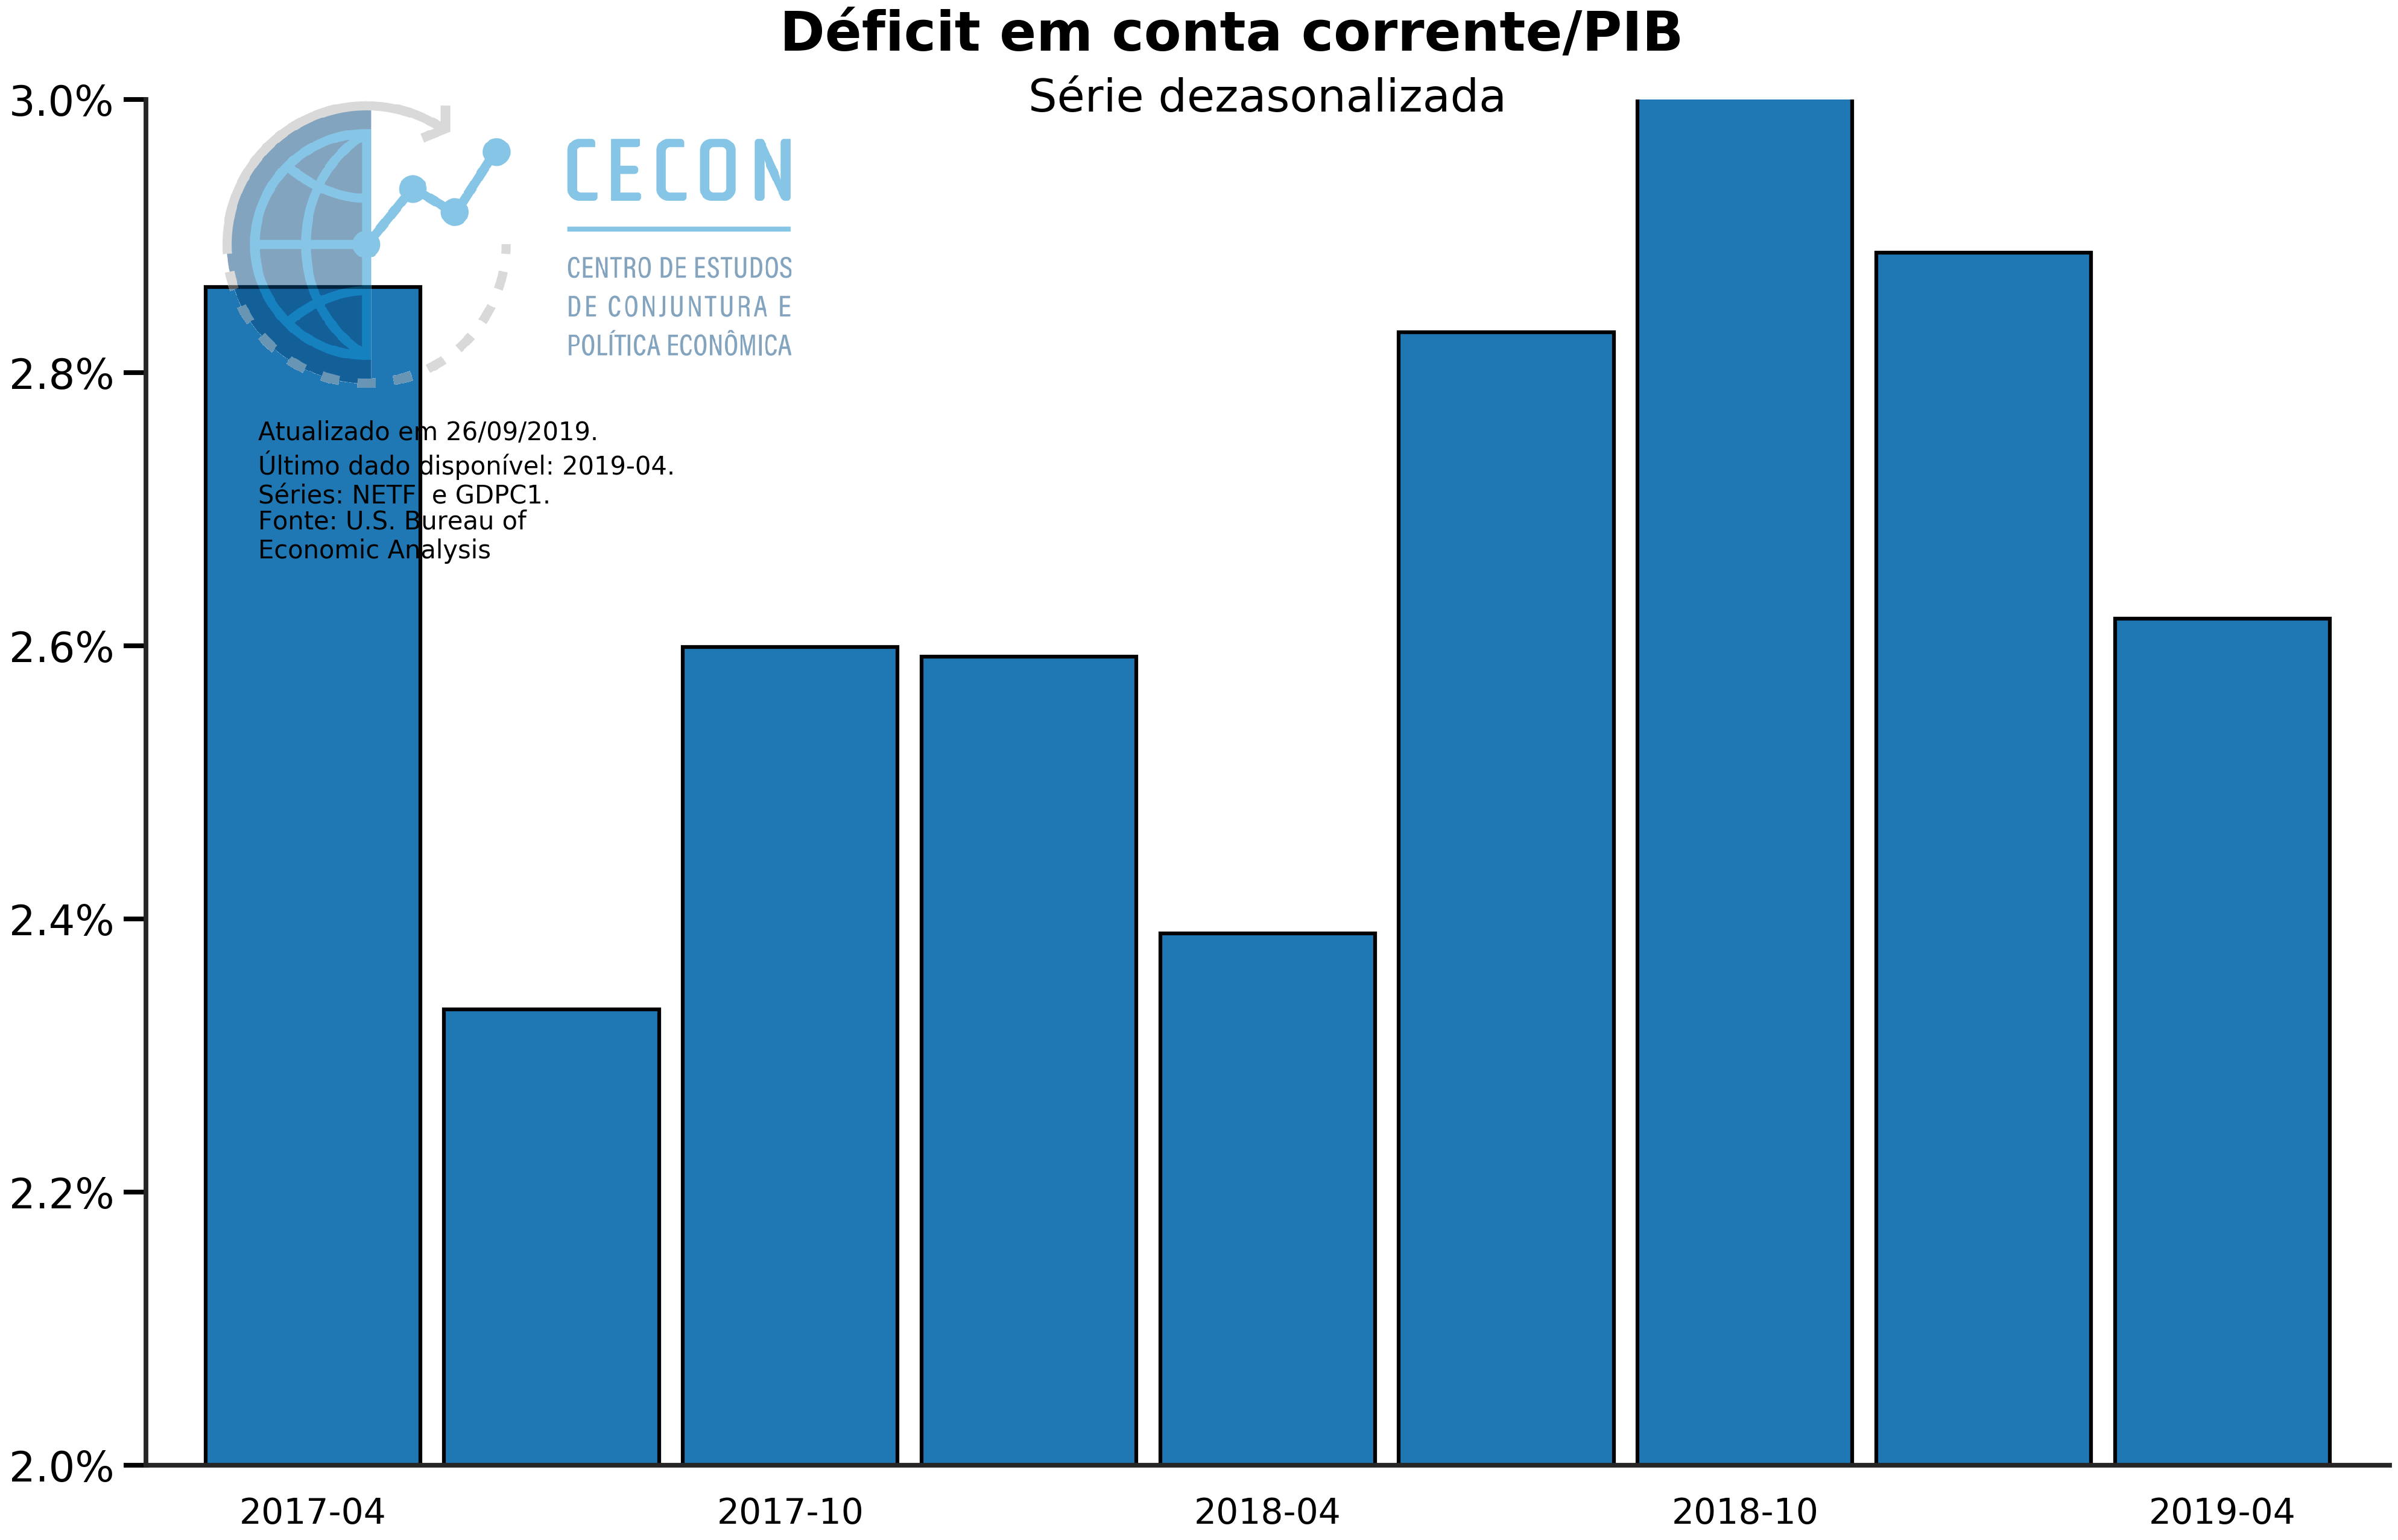 Déficit em conta corrente/PIB
Série dezasonalizada
3.0%
2.8%
2.6%
2.4%
2.2%
2.0%
CECON
CENTRO DE ESTUDOS
DE CONJUNTURA E
POLÍTICA ECONÔMICA
Atualizado em 26/09/2019.
Último dado disponível: 2019-04.
Séries: NETFI e GDPC1.
Fonte: U.S. Bureau of
Economic Analysis
2017-04
2017-10
2018-04
2018-10
2019-04